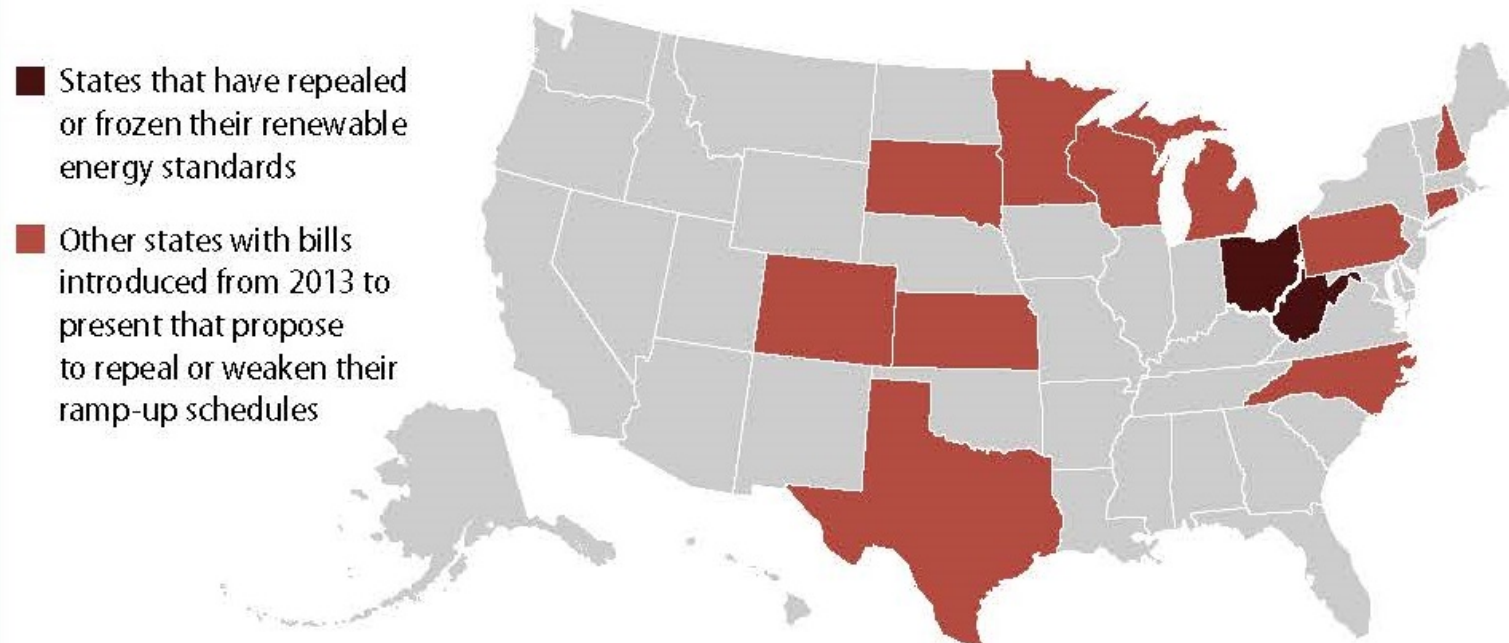 States that have repealed
or frozen their renewable
energy standards
Other states with bills
introduced from 2013 to
present that propose
to repeal or weaken their
ramp-up schedules